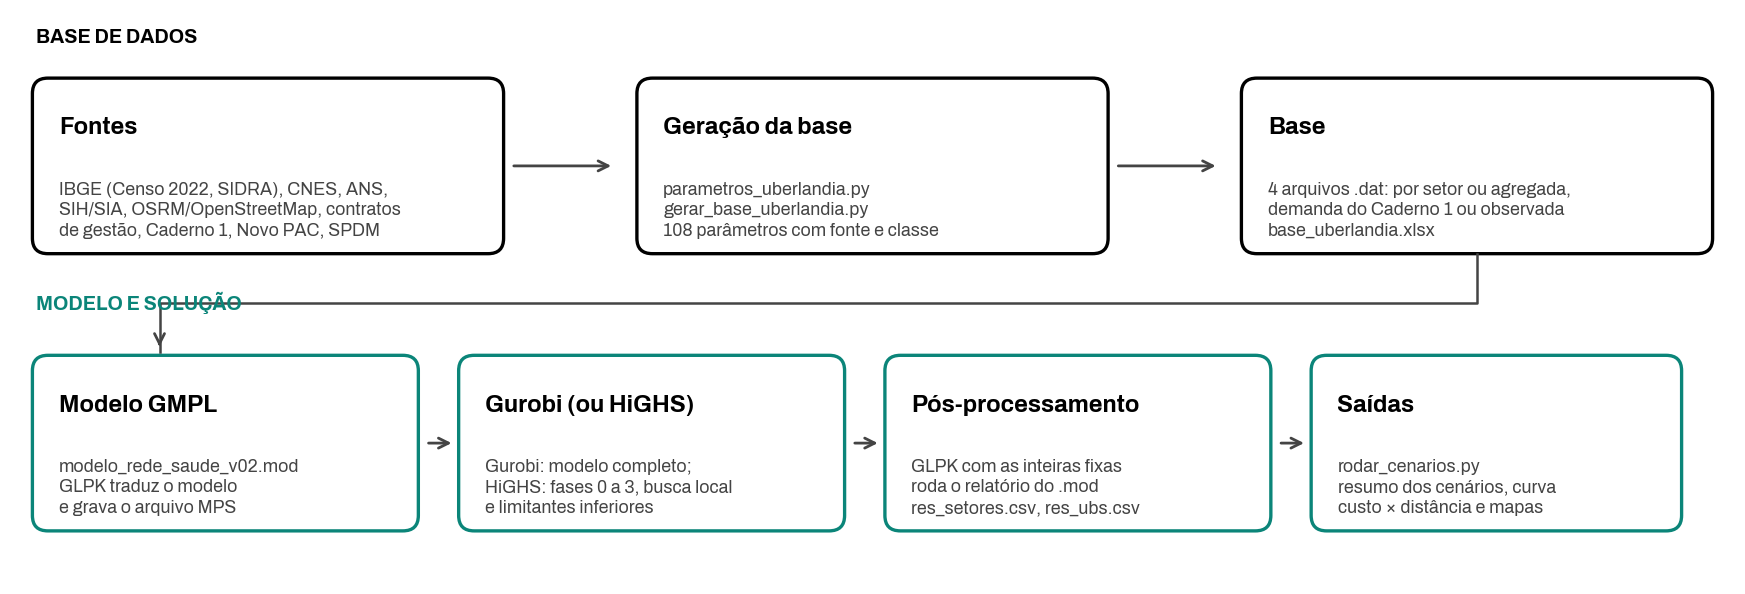 BASE DE DADOS
Fontes
IBGE (Censo 2022, SIDRA), CNES, ANS,
SIH/SIA, OSRM/OpenStreetMap, contratos
de gestão, Caderno 1, Novo PAC, SPDM
Geração da base
parametros_uberlandia.py
gerar_base_uberlandia.py
108 parâmetros com fonte e classe
Base
4 arquivos .dat: por setor ou agregada,
demanda do Caderno 1 ou observada
base_uberlandia.xlsx
MODELO E SOLUÇÃO
Modelo GMPL
modelo_rede_saude_v02.mod
GLPK traduz o modelo
e grava o arquivo MPS
Gurobi (ou HiGHS)
Gurobi: modelo completo;
HiGHS: fases 0 a 3, busca local
e limitantes inferiores
Pós-processamento
GLPK com as inteiras fixas
roda o relatório do .mod
res_setores.csv, res_ubs.csv
Saídas
rodar_cenarios.py
resumo dos cenários, curva
custo × distância e mapas